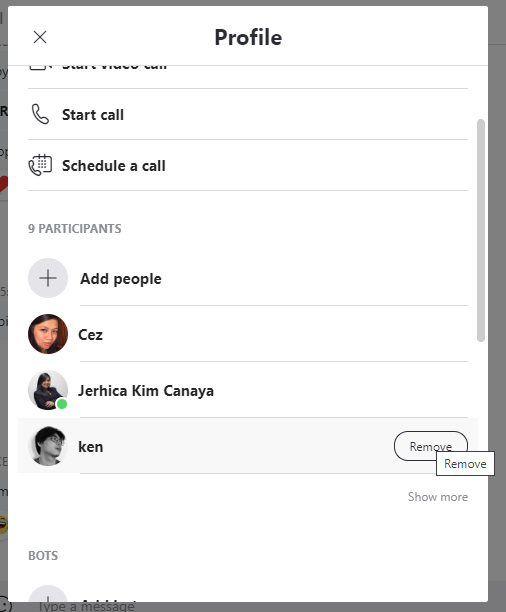 Profile
Start video call
Start call
Schedule a call
9 PARTICIPANTS
Add people
Cez
Jerhica Kim Canaya
ken
Remove
Remove
Show more
BOTS
Add bot
Type a message